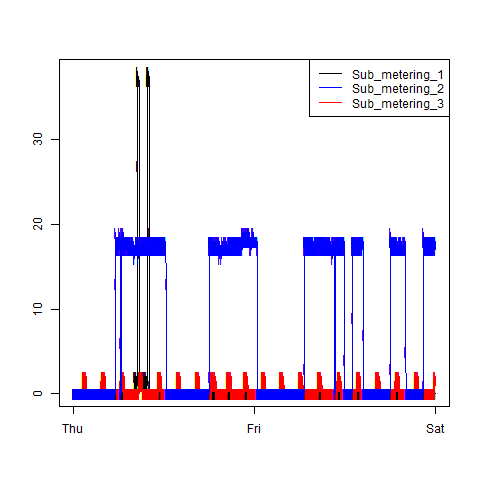 Sub_metering_1
Sub_metering_2
Sub_metering_3
30
20
10
0
Thu Fri Sat